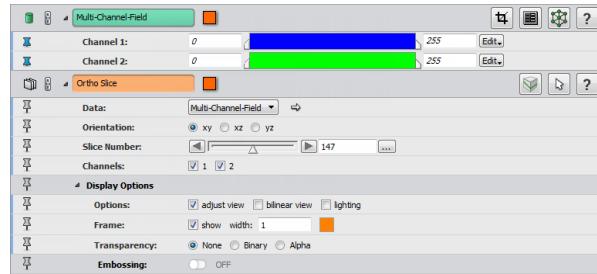 Multi-Channel-Field ?
Channel 1: 0 255 Edit
Channel 2: 0 255 Edit
Ortho Slice ?
Data: Multi-Channel-Field
Orientation: xy xz yz
Slice Number: 147 ...
Channels: 1 2
Display Options
Options: adjust view bilinear view lighting
Frame: show width: 1
Transparency: None Binary Alpha
Embossing: OFF